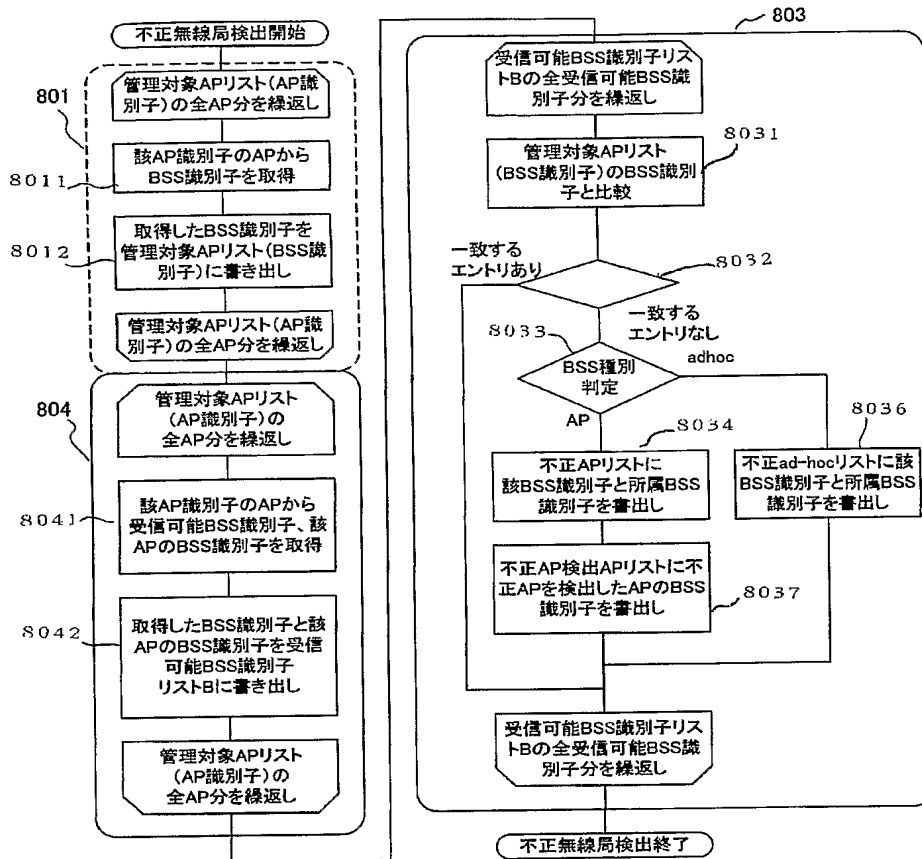 不正無線局検出開始
801
管理対象APリスト(AP識
別子)の全AP分を繰返し
8011
該AP識別子のAPから
BSS識別子を取得
8012
取得したBSS識別子を
管理対象APリスト(BSS識
別子)に書き出し
管理対象APリスト(AP識
別子)の全AP分を繰返し
804
管理対象APリスト
(AP識別子)の
全AP分を繰返し
8041
該AP識別子のAPから
受信可能BSS識別子、該
APのBSS識別子を取得
8042
取得したBSS識別子と該
APのBSS識別子を受信
可能BSS識別子
リストBに書き出し
管理対象APリスト
(AP識別子)の
全AP分を繰返し
803
受信可能BSS識別子リス
トBの全受信可能BSS識
別子分を繰返し
8031
管理対象APリスト
(BSS識別子)のBSS識別
子と比較
一致する
エントリあり
8032
一致する
エントリなし
8033
BSS種別
判定
adhoc
AP
8034
不正APリストに
該BSS識別子と所属BSS
識別子を書出し
8036
不正ad-hocリストに該
BSS識別子と所属BSS
識別子を書出し
不正AP検出APリストに不
正APを検出したAPのBSS
識別子を書出し
8037
受信可能BSS識別子リス
トBの全受信可能BSS識
別子分を繰返し
不正無線局検出終了